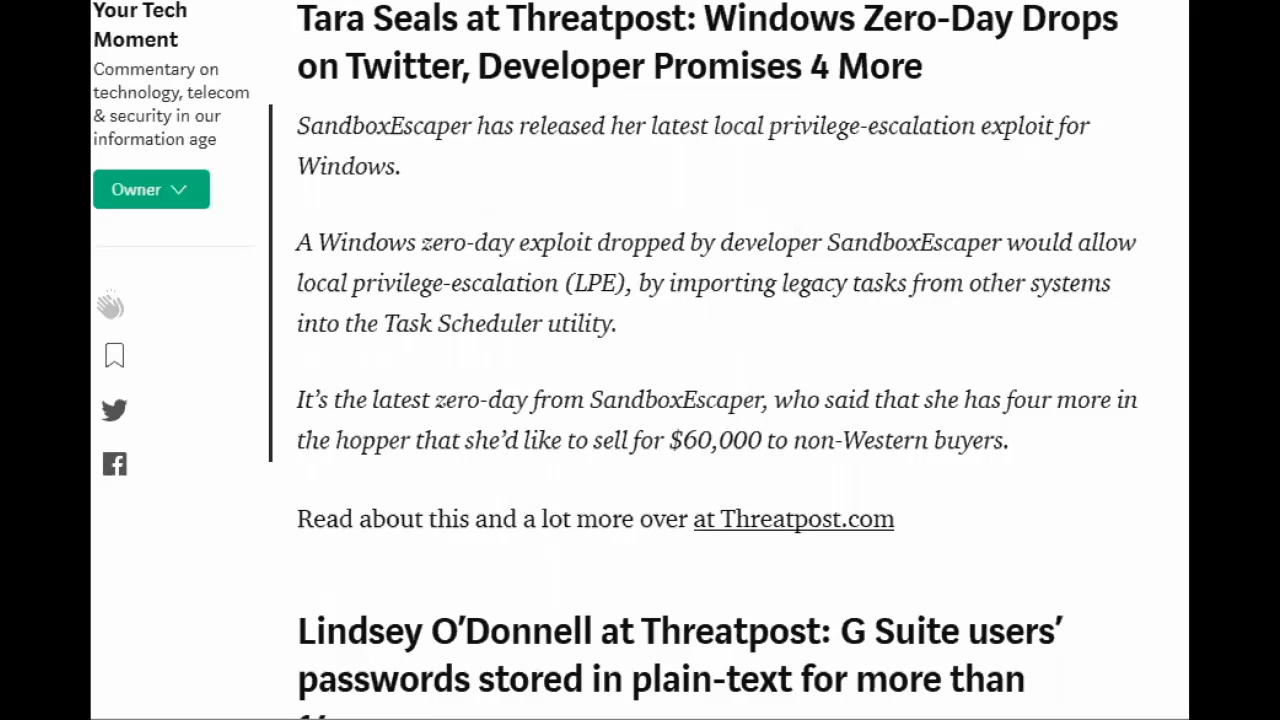 Your Tech
Moment
Commentary on
technology, telecom
& security in our
information age
Owner
Tara Seals at Threatpost: Windows Zero-Day Drops
on Twitter, Developer Promises 4 More
SandboxEscaper has released her latest local privilege-escalation exploit for
Windows.
A Windows zero-day exploit dropped by developer SandboxEscaper would allow
local privilege-escalation (LPE), by importing legacy tasks from other systems
into the Task Scheduler utility.
It’s the latest zero-day from SandboxEscaper, who said that she has four more in
the hopper that she’d like to sell for $60,000 to non-Western buyers.
Read about this and a lot more over at Threatpost.com
Lindsey O’Donnell at Threatpost: G Suite users’
passwords stored in plain-text for more than